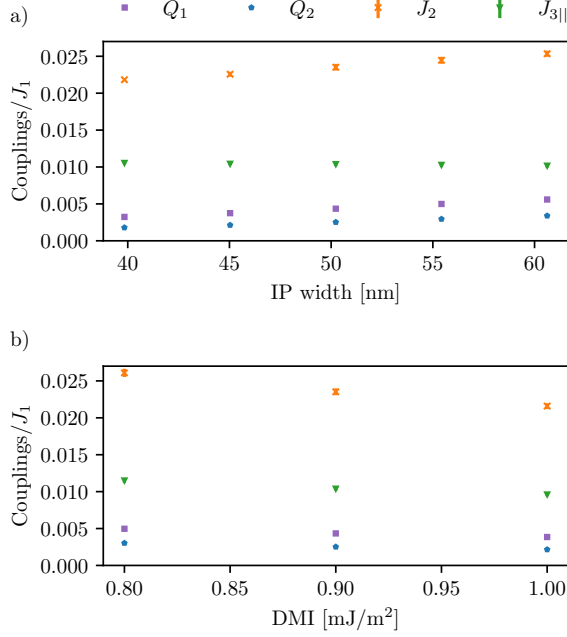 a)
Q₁ Q₂ J₂ J₃||
0.025
0.020
0.015
0.010
0.005
0.000
Couplings/J₁
40 45 50 55 60
IP width [nm]
b)
0.025
0.020
0.015
0.010
0.005
0.000
Couplings/J₁
0.80 0.85 0.90 0.95 1.00
DMI [mJ/m²]